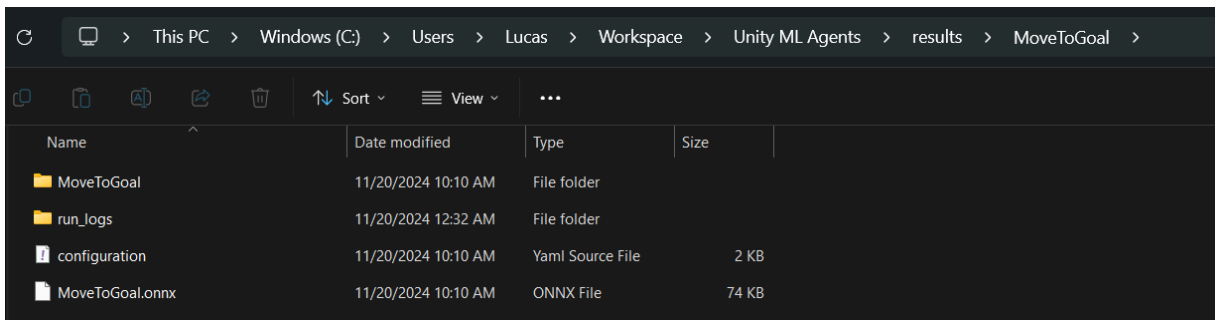 This PC > Windows (C:) > Users > Lucas > Workspace > Unity ML Agents > results > MoveToGoal >
Sort View ...
Name Date modified Type Size
MoveToGoal 11/20/2024 10:10 AM File folder
run_logs 11/20/2024 12:32 AM File folder
configuration 11/20/2024 10:10 AM Yaml Source File 2 KB
MoveToGoal.onnx 11/20/2024 10:10 AM ONNX File 74 KB